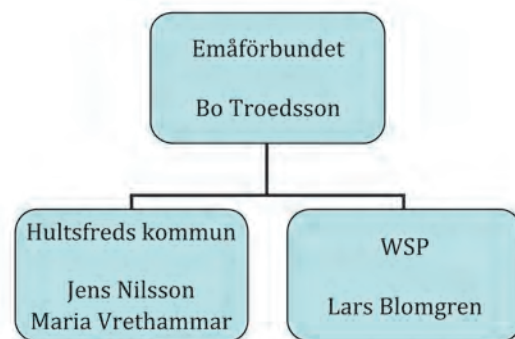 Emåförbundet
Bo Troedsson
Hultsfreds kommun
Jens Nilsson
Maria Vrethammar
WSP
Lars Blomgren